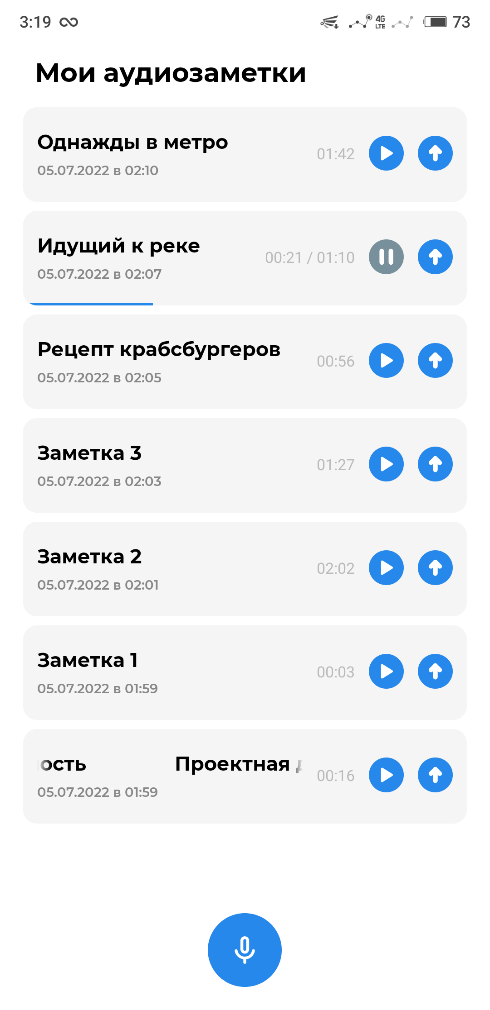 3:19 4G LTE 73
Мои аудиозаметки
Однажды в метро
01:42
05.07.2022 в 02:10
Идущий к реке
00:21 / 01:10
05.07.2022 в 02:07
Рецепт крабсбургеров
00:56
05.07.2022 в 02:05
Заметка 3
01:27
05.07.2022 в 02:03
Заметка 2
02:02
05.07.2022 в 02:01
Заметка 1
00:03
05.07.2022 в 01:59
ость Проектная
00:16
05.07.2022 в 01:59